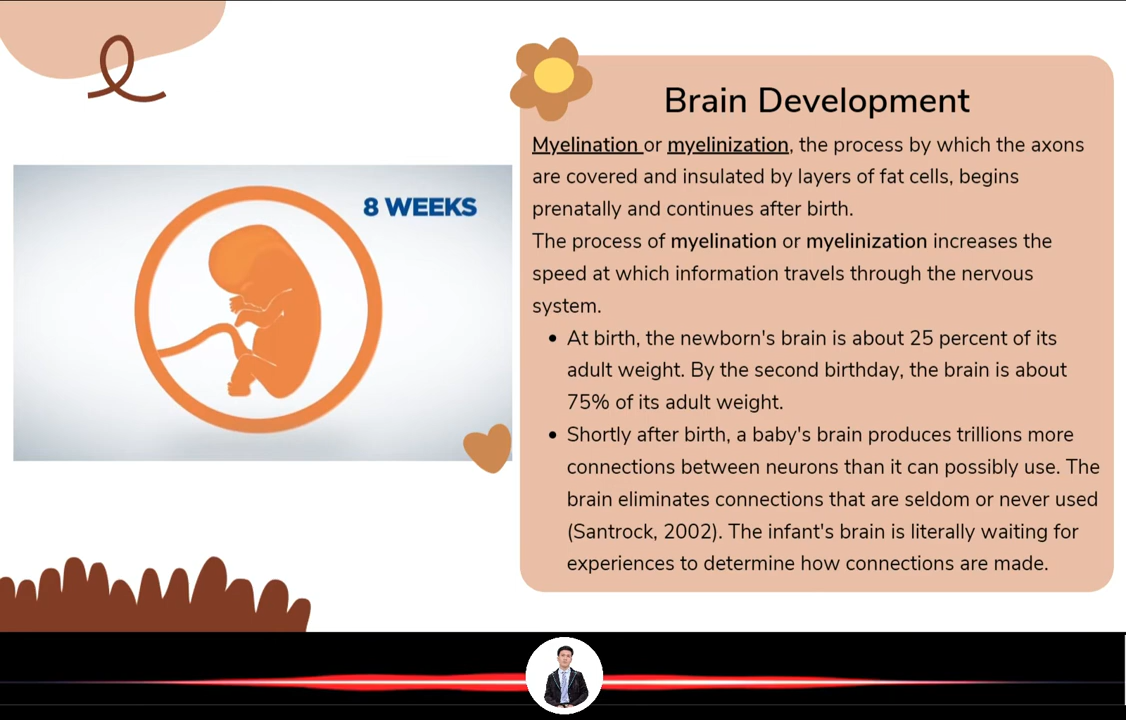 8 WEEKS
Brain Development
Myelination or myelinization, the process by which the axons
are covered and insulated by layers of fat cells, begins
prenatally and continues after birth.
The process of myelination or myelinization increases the
speed at which information travels through the nervous
system.
• At birth, the newborn's brain is about 25 percent of its
adult weight. By the second birthday, the brain is about
75% of its adult weight.
• Shortly after birth, a baby's brain produces trillions more
connections between neurons than it can possibly use. The
brain eliminates connections that are seldom or never used
(Santrock, 2002). The infant's brain is literally waiting for
experiences to determine how connections are made.